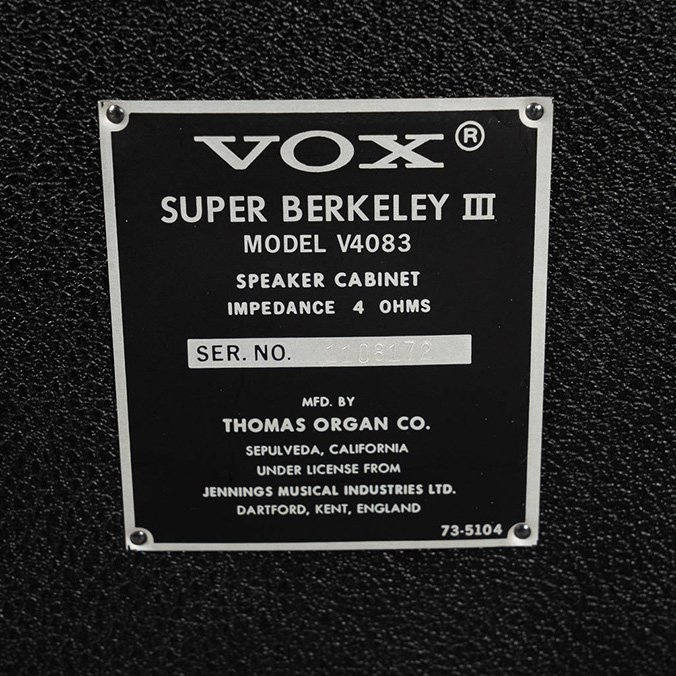 VOX®
SUPER BERKELEY III
MODEL V4083
SPEAKER CABINET
IMPEDANCE 4 OHMS
SER. NO. 1108172
MFD. BY
THOMAS ORGAN CO.
SEPULVEDA, CALIFORNIA
UNDER LICENSE FROM
JENNINGS MUSICAL INDUSTRIES LTD.
DARTFORD, KENT, ENGLAND
73-5104